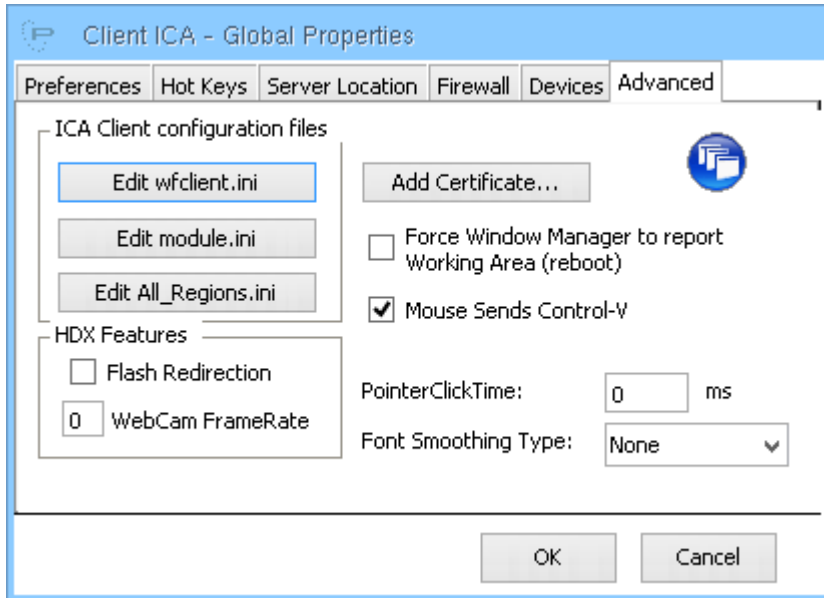 Client ICA - Global Properties
Preferences Hot Keys Server Location Firewall Devices Advanced
ICA Client configuration files
Edit wfclient.ini
Edit module.ini
Edit All_Regions.ini
Add Certificate...
Force Window Manager to report
Working Area (reboot)
Mouse Sends Control-V
HDX Features
Flash Redirection
0 WebCam FrameRate
PointerClickTime: 0 ms
Font Smoothing Type: None
OK Cancel